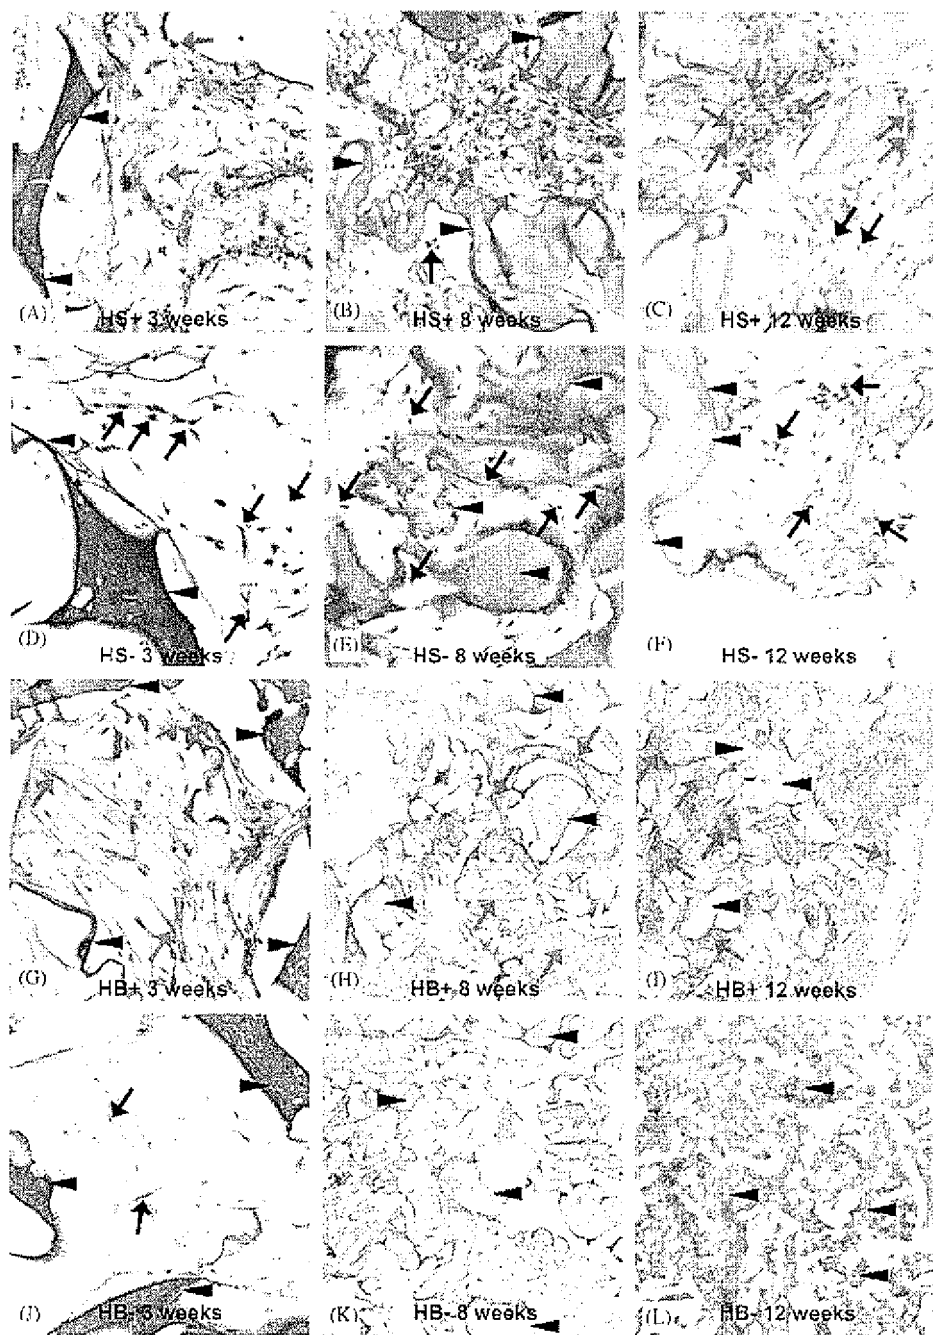 (A) HS+ 3 weeks
(B) HS+ 8 weeks
(C) HS+ 12 weeks
(D) HS- 3 weeks
(E) HS- 8 weeks
(F) HS- 12 weeks
(G) HB+ 3 weeks
(H) HB+ 8 weeks
(I) HB+ 12 weeks
(J) HB- 3 weeks
(K) HB- 8 weeks
(L) HB- 12 weeks